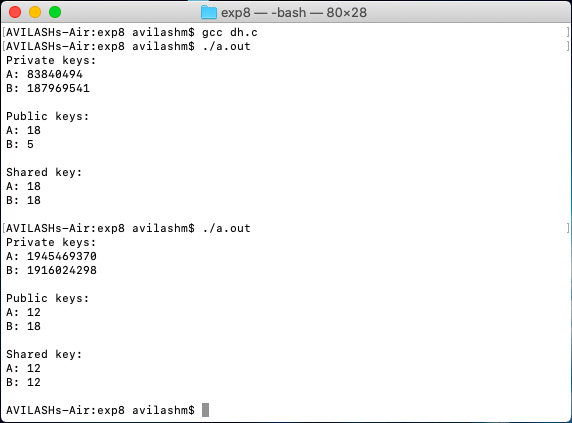 exp8 — -bash — 80×28
[AVILASHs-Air:exp8 avilashm$ gcc dh.c ]
[AVILASHs-Air:exp8 avilashm$ ./a.out ]
Private keys:
A: 83840494
B: 187969541

Public keys:
A: 18
B: 5

Shared key:
A: 18
B: 18

[AVILASHs-Air:exp8 avilashm$ ./a.out ]
Private keys:
A: 1945469370
B: 1916024298

Public keys:
A: 12
B: 18

Shared key:
A: 12
B: 12

AVILASHs-Air:exp8 avilashm$